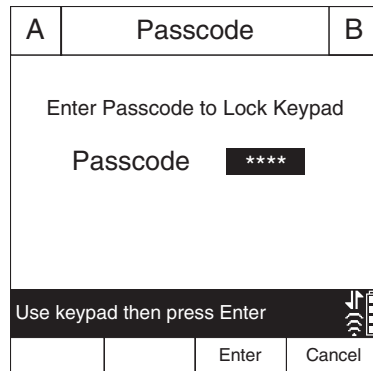 A Passcode B
Enter Passcode to Lock Keypad
Passcode ****
Use keypad then press Enter
Enter Cancel